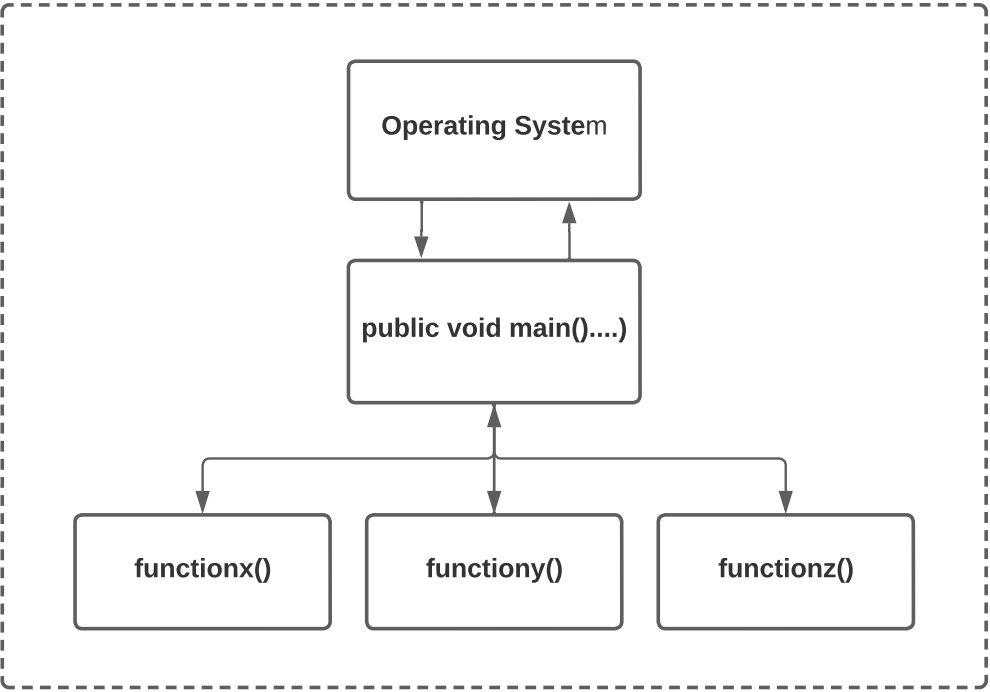 Operating System
public void main()....)
functionx()
functiony()
functionz()